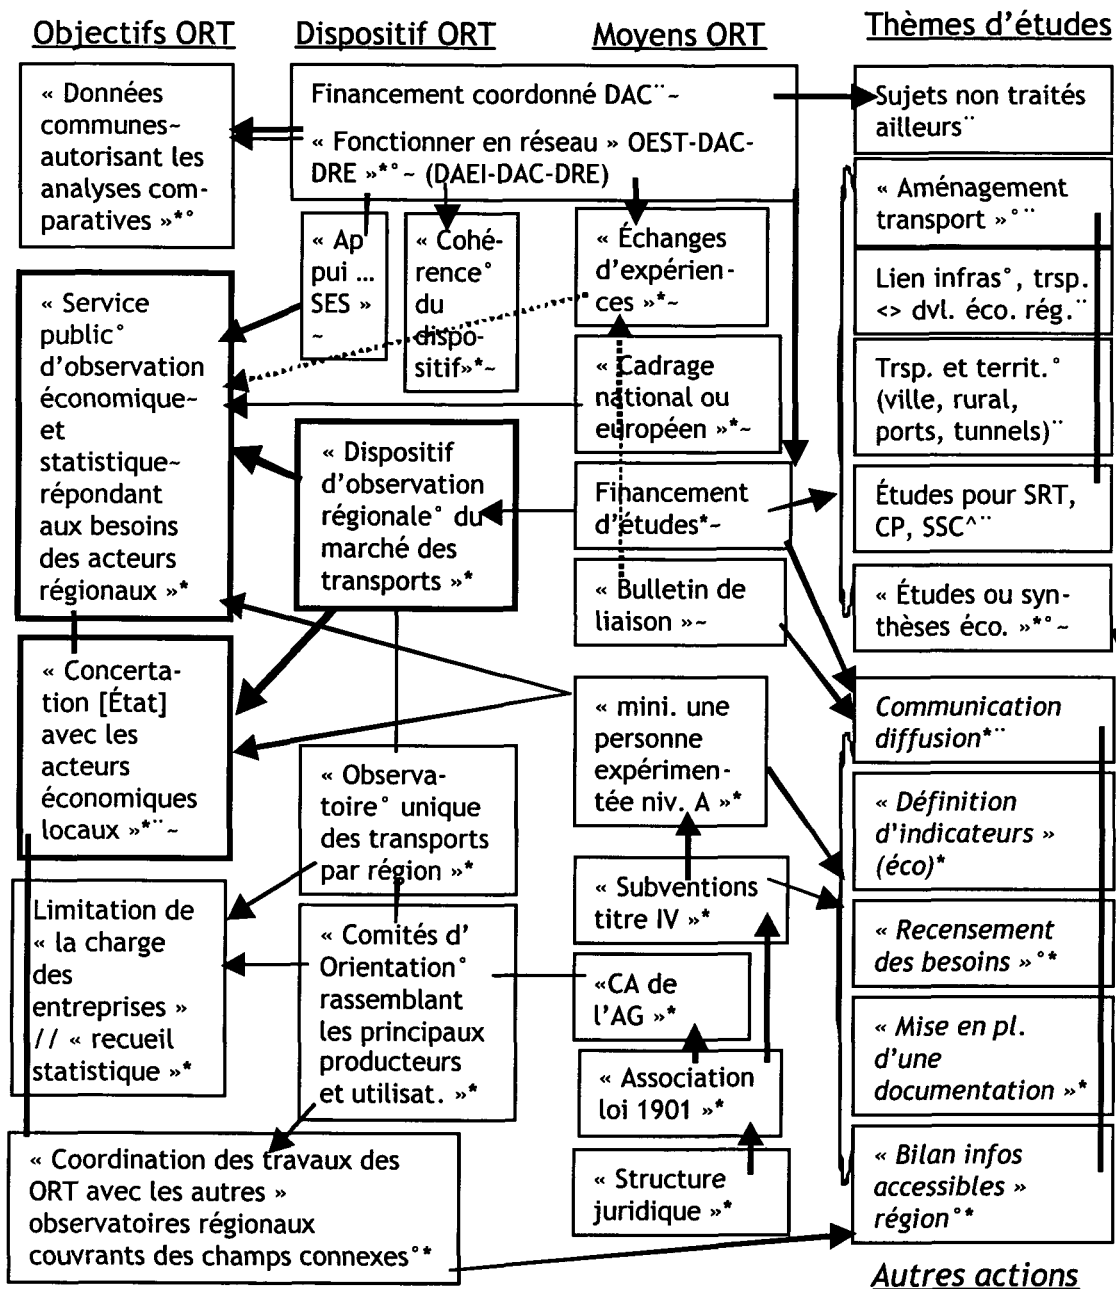 Objectifs ORT
« Données
communes~
autorisant les
analyses com-
paratives »*°
« Service
public°
d'observation
économique~
et
statistique~
répondant
aux besoins
des acteurs
régionaux »*
« Concerta-
tion [État]
avec les
acteurs
économiques
locaux »*¨~
Limitation de
« la charge
des
entreprises »
// « recueil
statistique »*
« Coordination des travaux des
ORT avec les autres »
observatoires régionaux
couvrants des champs connexes°*
Dispositif ORT
Financement coordonné DAC¨~
« Fonctionner en réseau » OEST-DAC-
DRE »*°~ (DAEI-DAC-DRE)
« Ap
pui ...
SES »
~
« Cohé-
rence°
du
dispo-
sitif»*~
« Dispositif
d'observation
régionale° du
marché des
transports »*
« Observa-
toire° unique
des transports
par région »*
« Comités d'
Orientation°
rassemblant
les principaux
producteurs
et utilisat. »*
Moyens ORT
« Échanges
d'expérien-
ces »*~
« Cadrage
national ou
européen »*~
Financement
d'études*~
« Bulletin de
liaison »~
« mini. une
personne
expérimen-
tée niv. A »*
« Subventions
titre IV »*
«CA de
l'AG »*
« Association
loi 1901 »*
« Structure
juridique »*
Thèmes d'études
Sujets non traités
ailleurs¨
« Aménagement
transport »°¨
Lien infras°, trsp.
<> dvl. éco. rég.¨
Trsp. et territ.°
(ville, rural,
ports, tunnels)¨
Études pour SRT,
CP, SSC^¨
« Études ou syn-
thèses éco. »*°~
Communication
diffusion*¨
« Définition
d'indicateurs »
(éco)*
« Recensement
des besoins »°*
« Mise en pl.
d'une
documentation »*
« Bilan infos
accessibles »
région°*
Autres actions